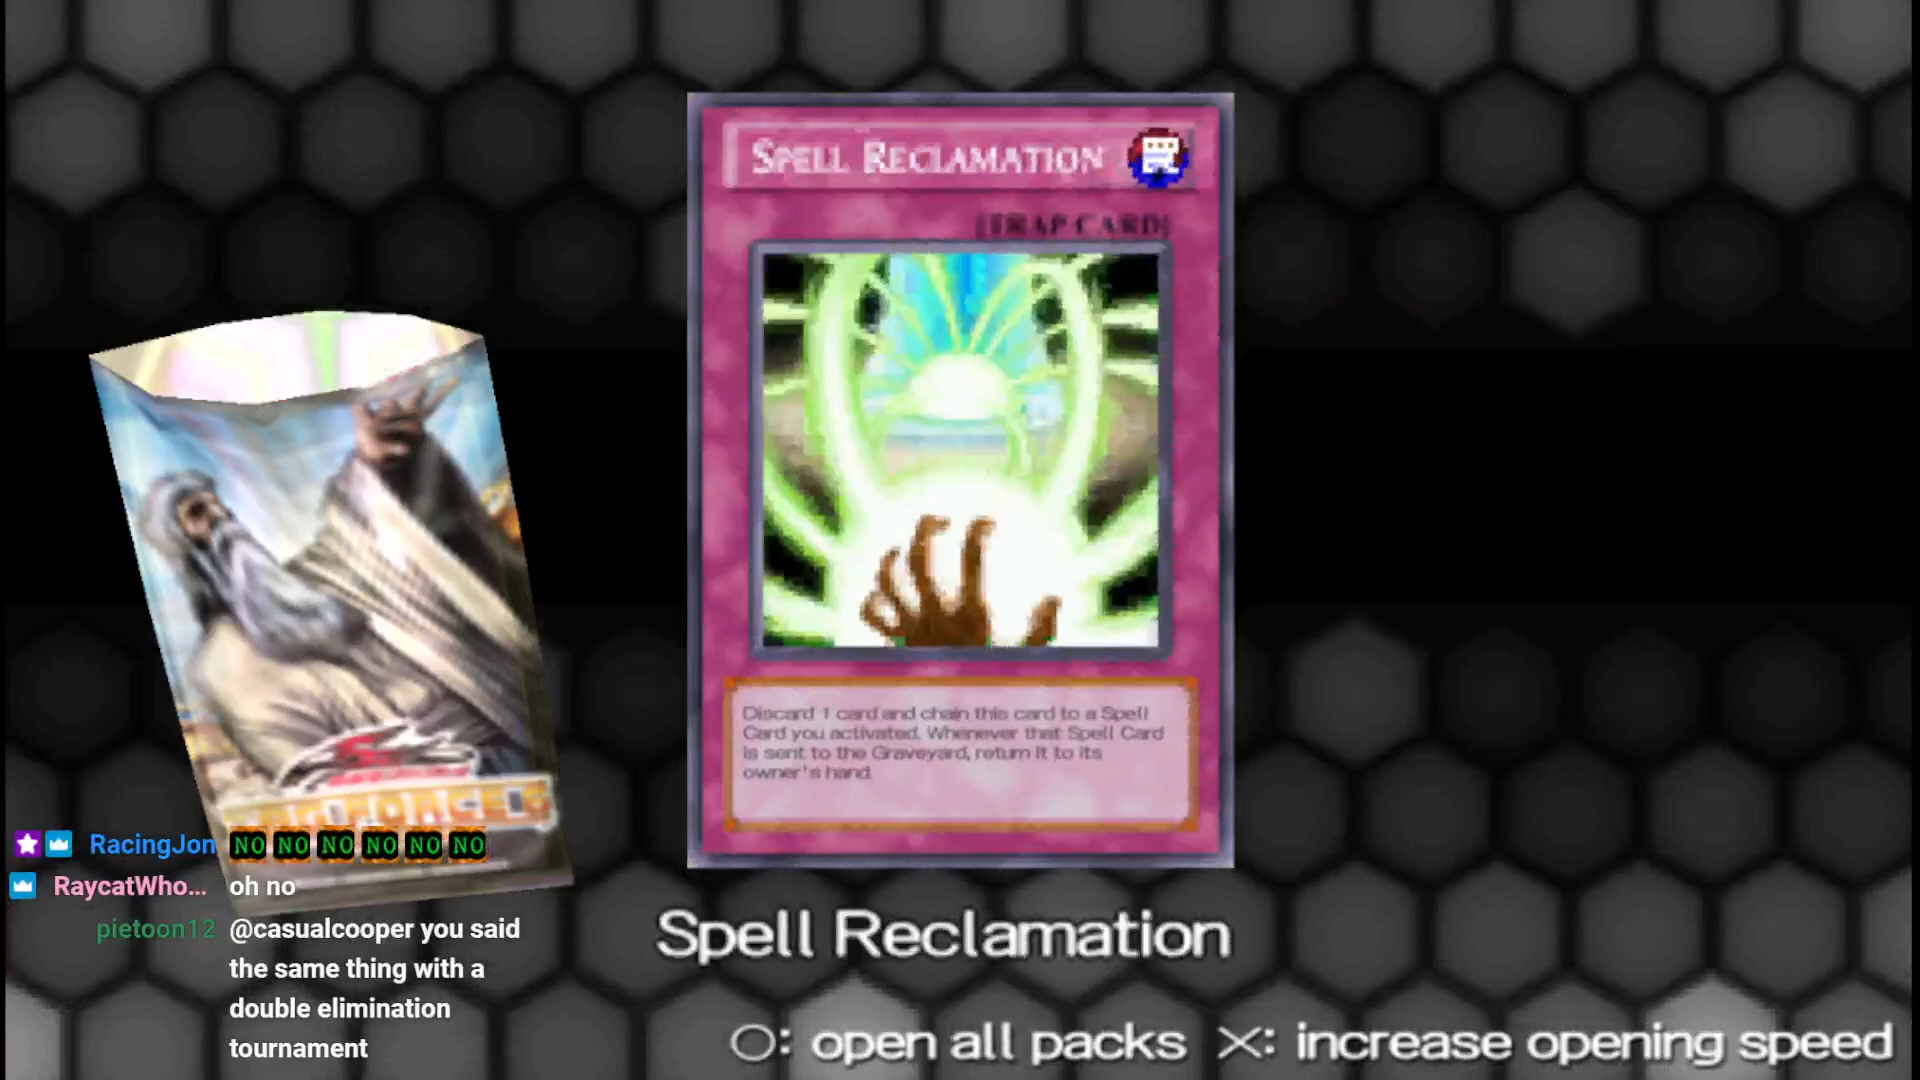 SPELL RECLAMATION
[TRAP CARD]
Discard 1 card and chain this card to a Spell
Card you activated. Whenever that Spell Card
is sent to the Graveyard, return it to its
owner's hand.
RacingJon NO NO NO NO NO NO
RaycatWho... oh no
pietoon12 @casualcooper you said
the same thing with a
double elimination
tournament
Spell Reclamation
O: open all packs X: increase opening speed